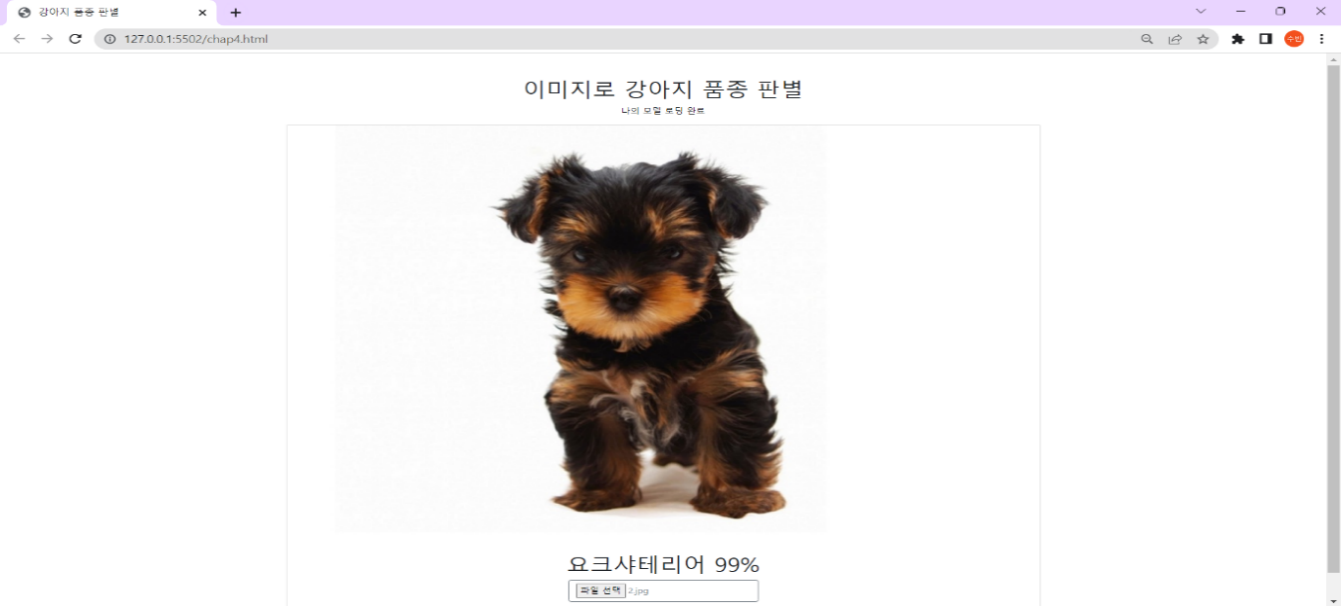 강아지 품종 판별
127.0.0.1:5502/chap4.html
수빈
이미지로 강아지 품종 판별
나의 모델 로딩 완료
요크샤테리어 99%
파일 선택 2.jpg